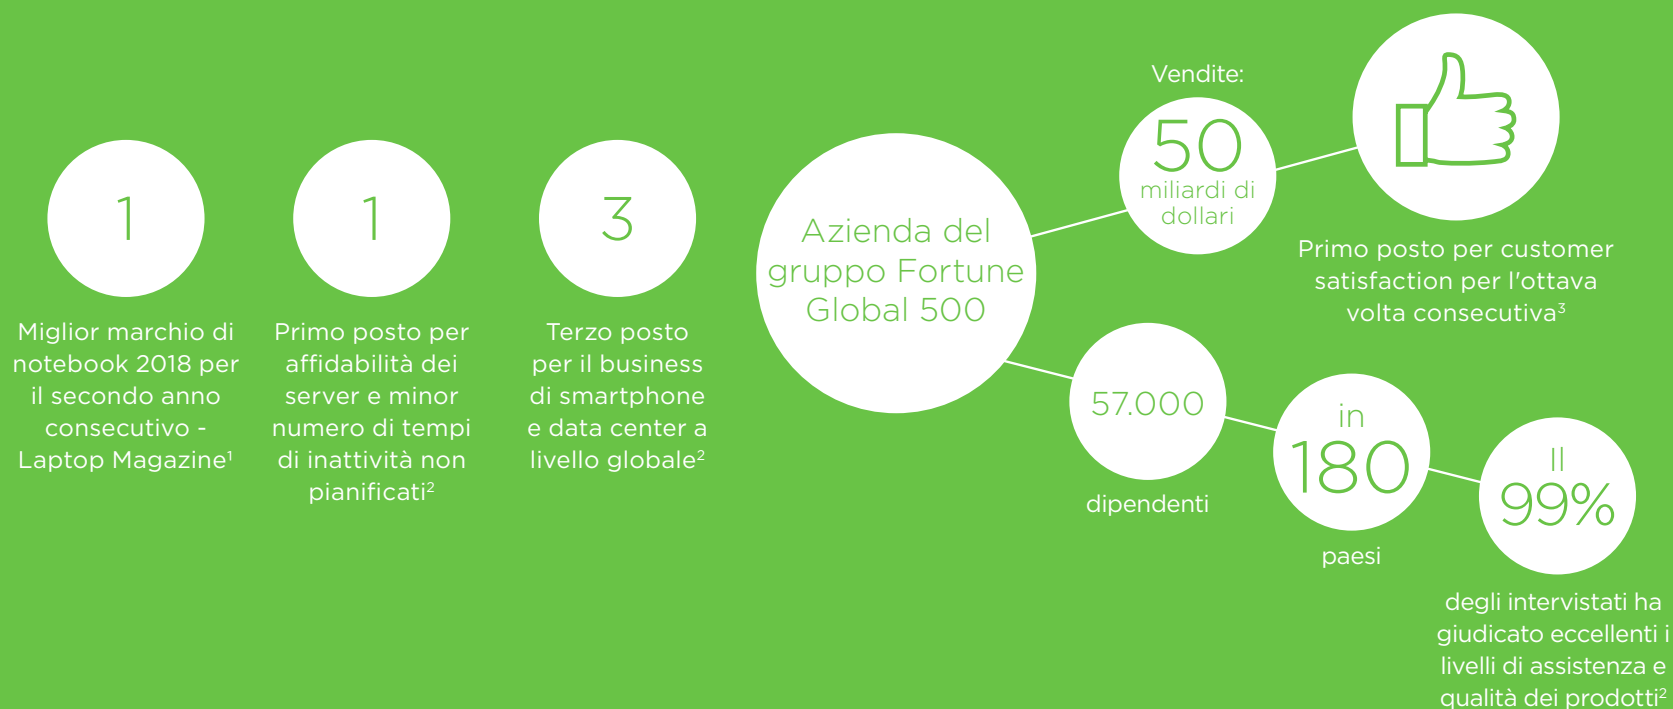 1
Miglior marchio di
notebook 2018 per
il secondo anno
consecutivo -
Laptop Magazine¹
1
Primo posto per
affidabilità dei
server e minor
numero di tempi
di inattività non
pianificati²
3
Terzo posto
per il business
di smartphone
e data center a
livello globale²
Azienda del
gruppo Fortune
Global 500
Vendite:
50
miliardi di
dollari
Primo posto per customer
satisfaction per l'ottava
volta consecutiva³
57.000
dipendenti
in
180
paesi
Il
99%
degli intervistati ha
giudicato eccellenti i
livelli di assistenza e
qualità dei prodotti²